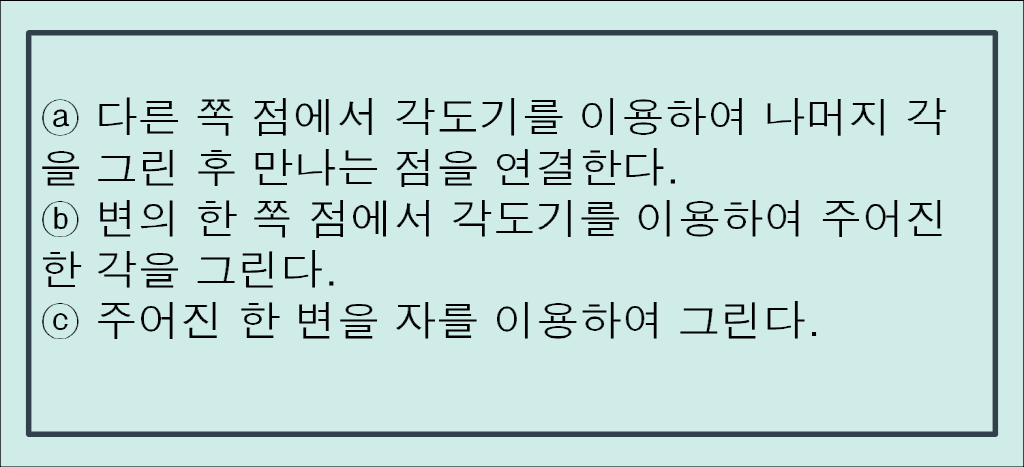 ⓐ 다른 쪽 점에서 각도기를 이용하여 나머지 각
을 그린 후 만나는 점을 연결한다.
ⓑ 변의 한 쪽 점에서 각도기를 이용하여 주어진
한 각을 그린다.
ⓒ 주어진 한 변을 자를 이용하여 그린다.